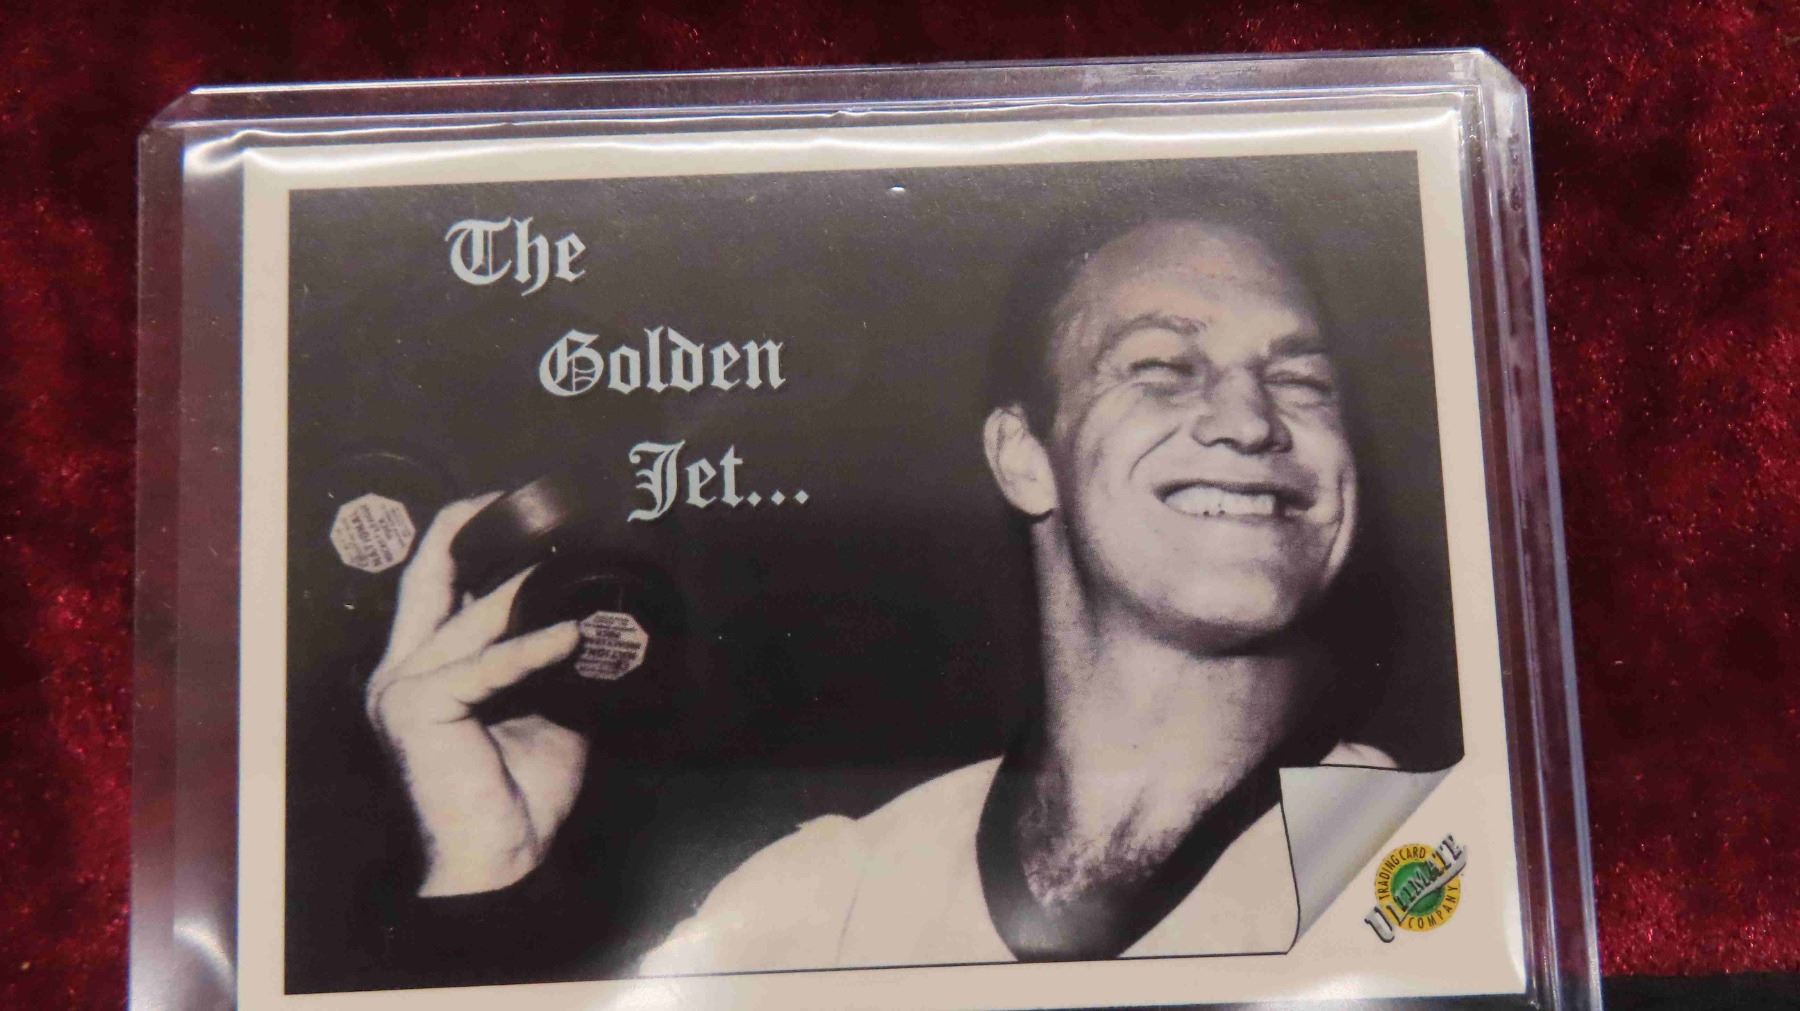 The
Golden
Jet...
TRADING CARD
ULTIMATE
COMPANY